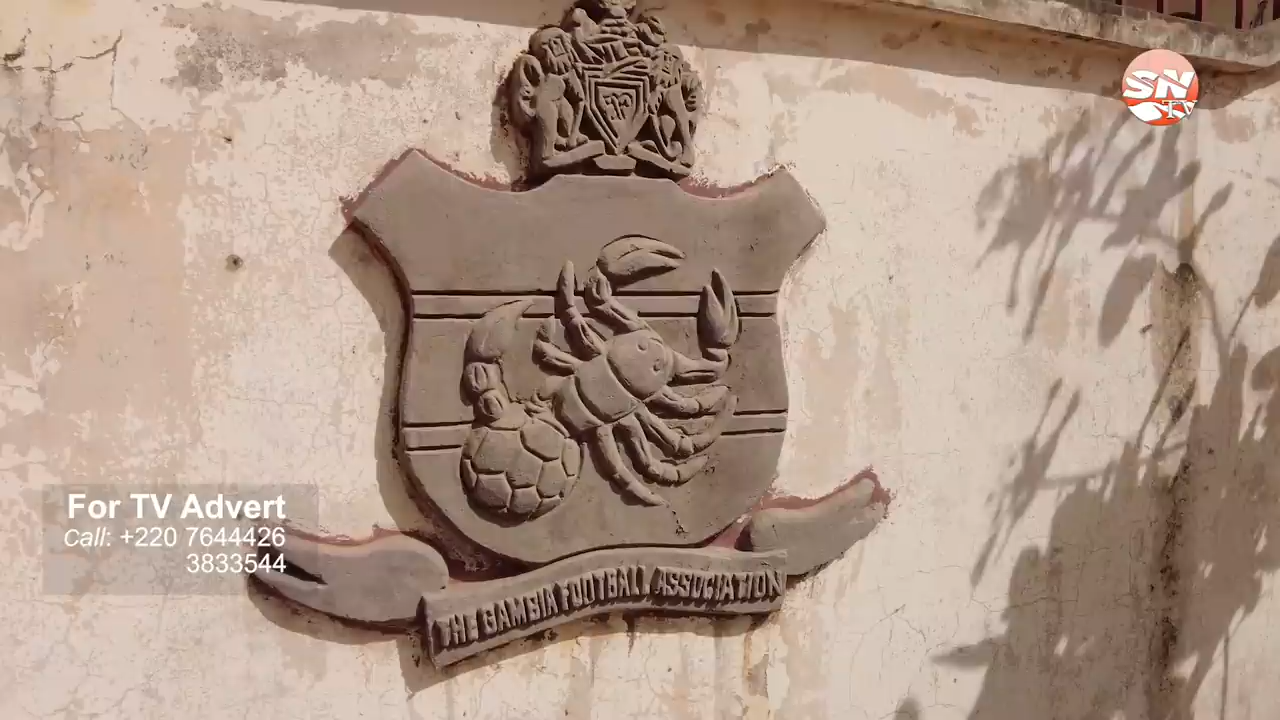 SN
TV
For TV Advert
Call: +220 7644426
3833544
THE GAMBIA FOOTBALL ASSOCIATION